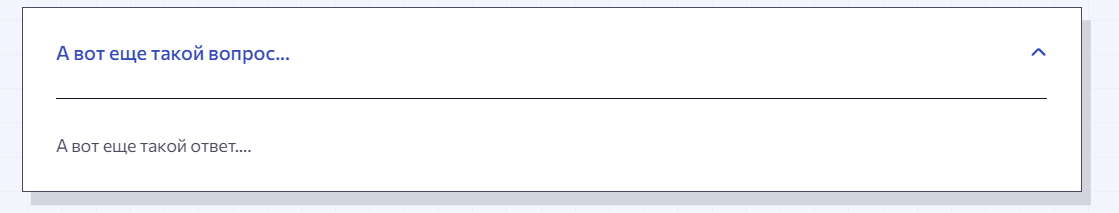 А вот еще такой вопрос...
А вот еще такой ответ....